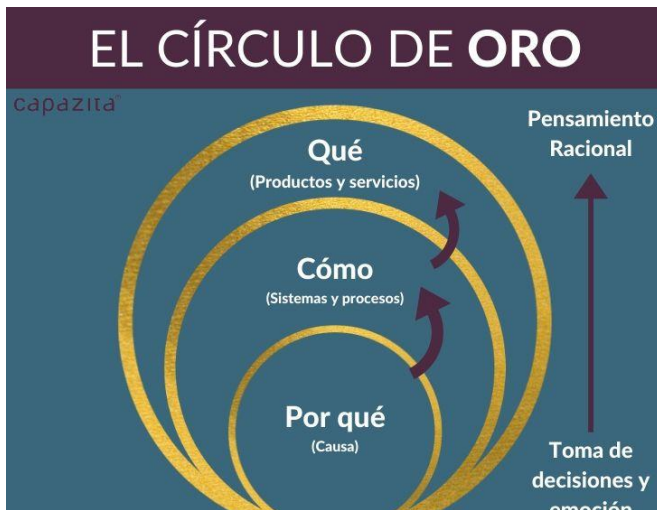 EL CÍRCULO DE ORO
capazita
Pensamiento
Racional
Qué
(Productos y servicios)
Cómo
(Sistemas y procesos)
Por qué
(Causa)
Toma de
decisiones y
emoción